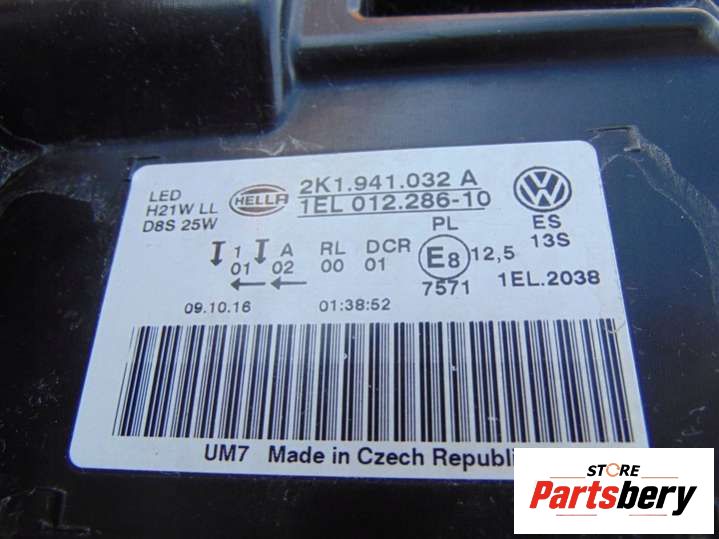 LED
H21W LL
D8S 25W
HELLA
2K1.941.032 A
1EL 012.286-10
PL
ES
13S
1 A RL DCR
01 02 00 01
E8
12,5
7571
1EL.2038
09.10.16
01:38:52
UM7 Made in Czech Republi
STORE
Partsbery